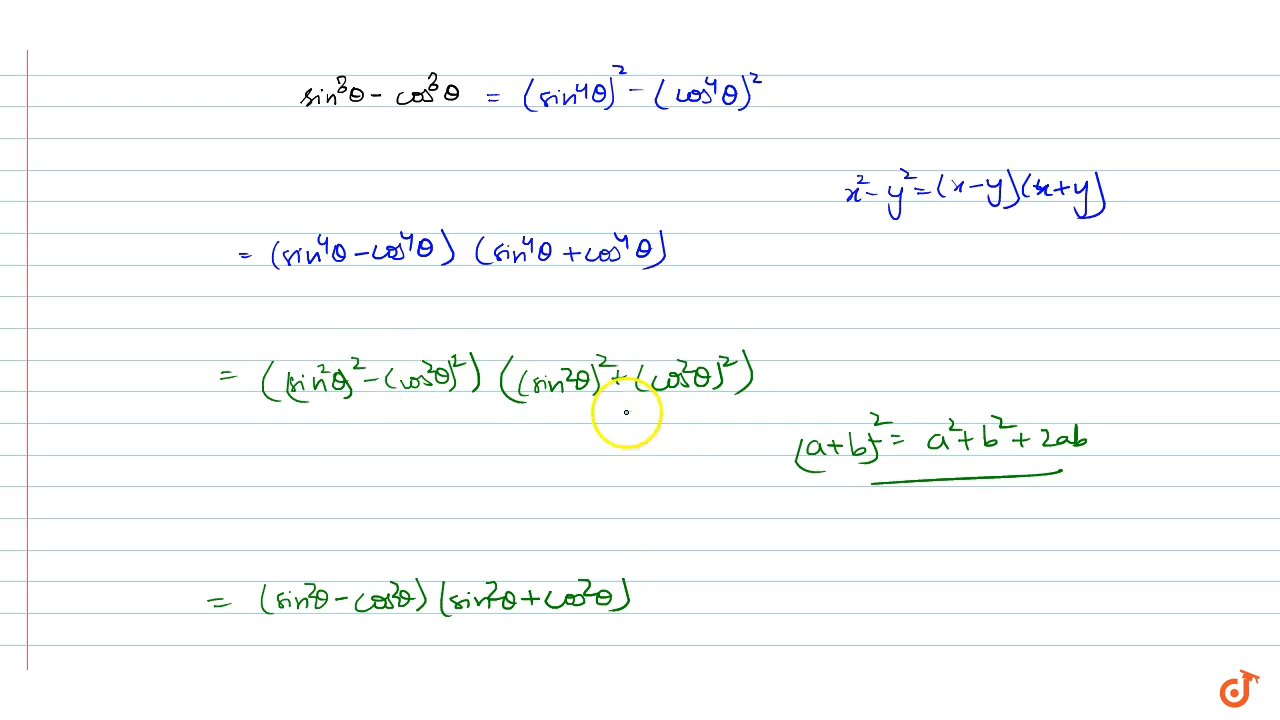 sin⁸θ − cos⁸θ = (sin⁴θ)² − (cos⁴θ)²
x² − y² = (x − y)(x + y)
= (sin⁴θ − cos⁴θ) (sin⁴θ + cos⁴θ)
= ((sin²θ)² − (cos²θ)²) ((sin²θ)² + (cos²θ)²)
(a + b)² = a² + b² + 2ab
= (sin²θ − cos²θ) (sin²θ + cos²θ)